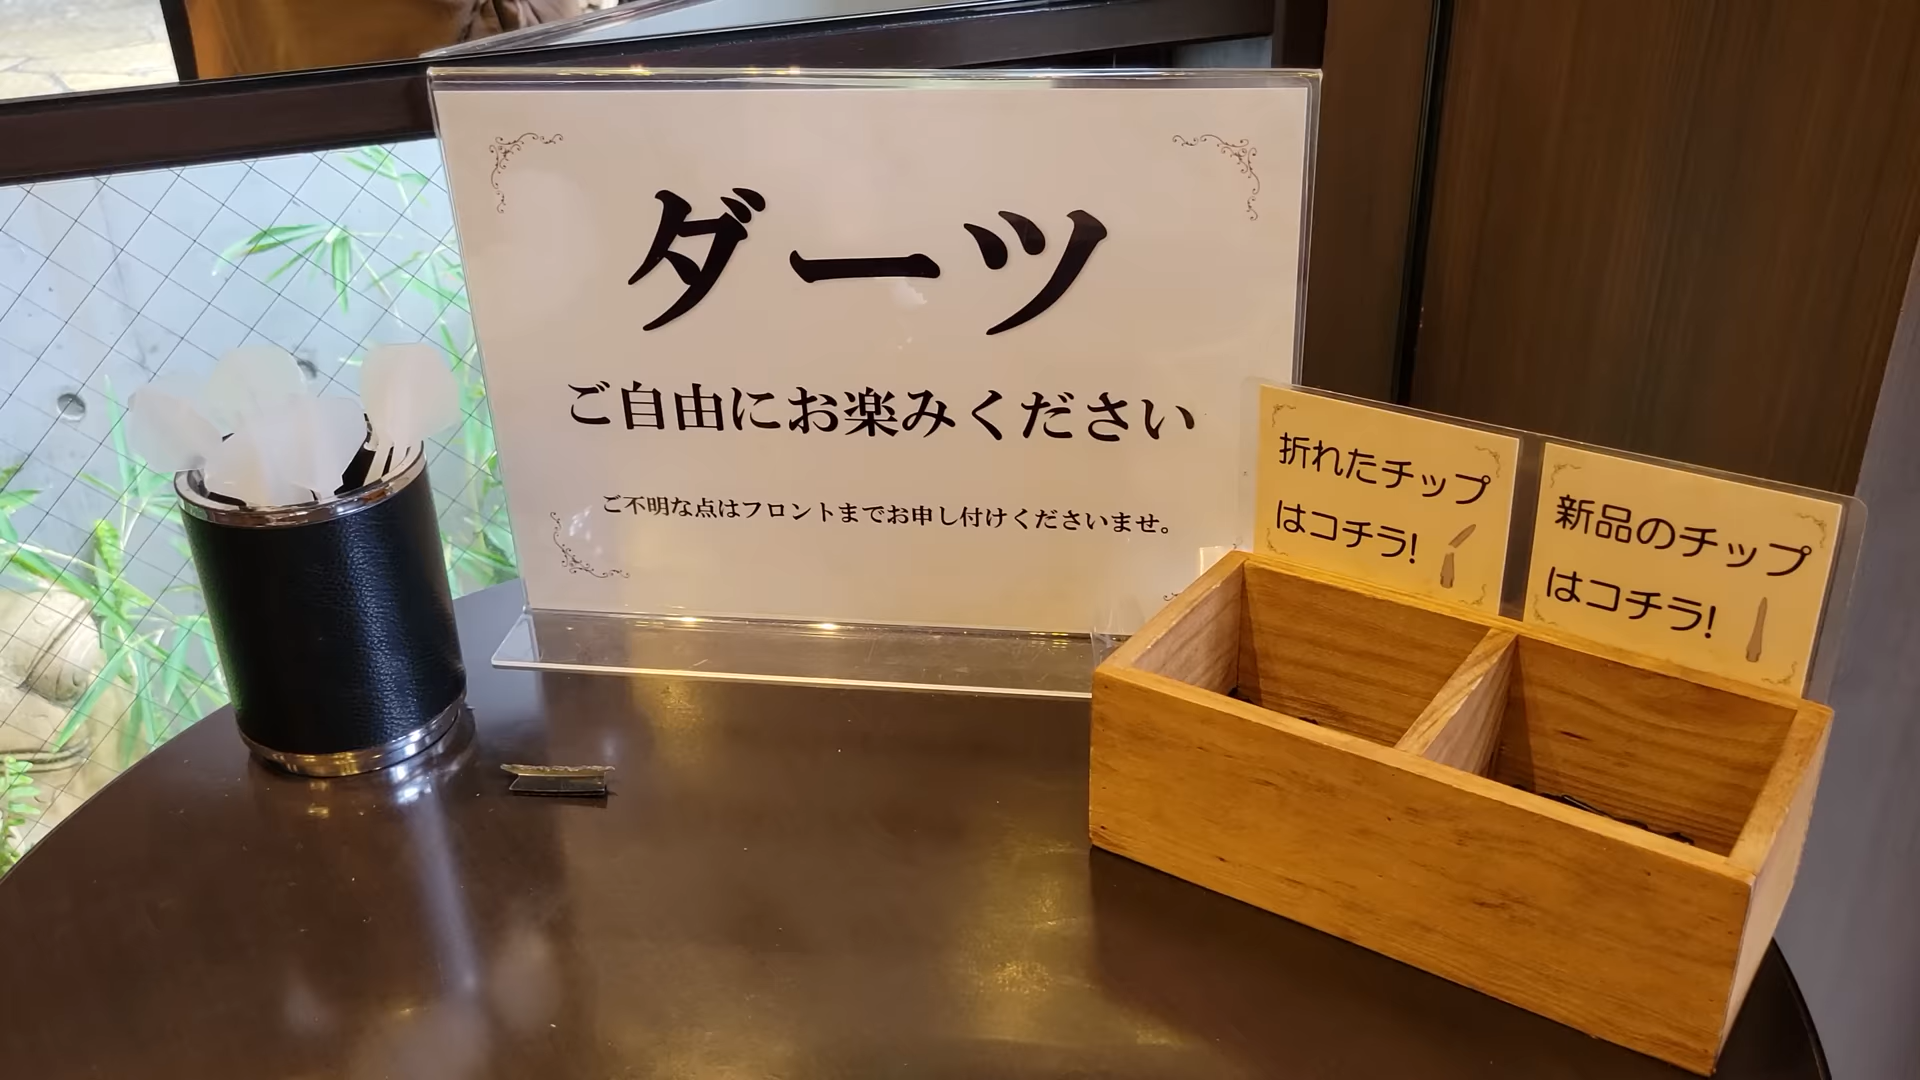 ダーツ
ご自由にお楽みください
ご不明な点はフロントまでお申し付けくださいませ。
折れたチップ
はコチラ!
新品のチップ
はコチラ!